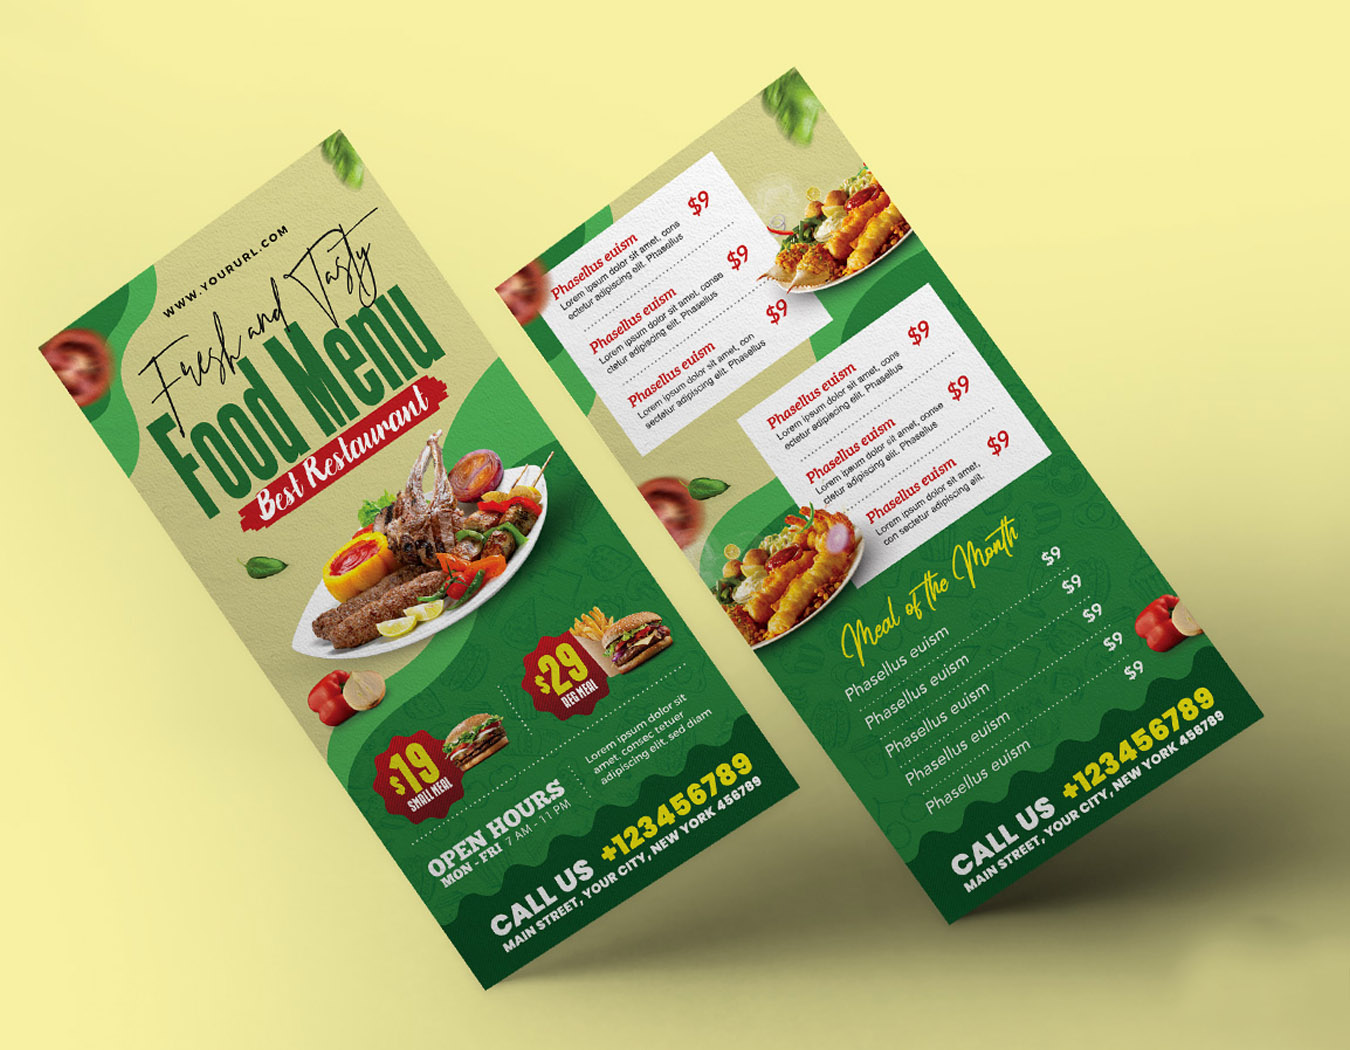 WWW.YOURURL.COM
Fresh and Tasty
Food Menu
Best Restaurant
$29
REG MEAL
$19
SMALL MEAL
Lorem ipsum dolor sit
amet, consec tetuer
adipiscing elit, sed diam
OPEN HOURS
MON - FRI 7 AM - 11 PM
CALL US +123456789
MAIN STREET, YOUR CITY, NEW YORK 456789
Phasellus euism $9
Lorem ipsum dolor sit amet, cons
ectetur adipiscing elit. Phasellus
Phasellus euism $9
Lorem ipsum dolor sit amet, conse
ctetur adipiscing elit. Phasellus
Phasellus euism $9
Lorem ipsum dolor sit amet, con
sectetur adipiscing elit. Phasellus
Phasellus euism $9
Lorem ipsum dolor sit amet, cons
ectetur adipiscing elit. Phasellus
Phasellus euism $9
Lorem ipsum dolor sit amet, conse
ctetur adipiscing elit. Phasellus
Phasellus euism $9
Lorem ipsum dolor sit amet,
con sectetur adipiscing elit.
Meal of the Month
Phasellus euism $9
Phasellus euism $9
Phasellus euism $9
Phasellus euism $9
Phasellus euism $9
CALL US +123456789
MAIN STREET, YOUR CITY, NEW YORK 456789